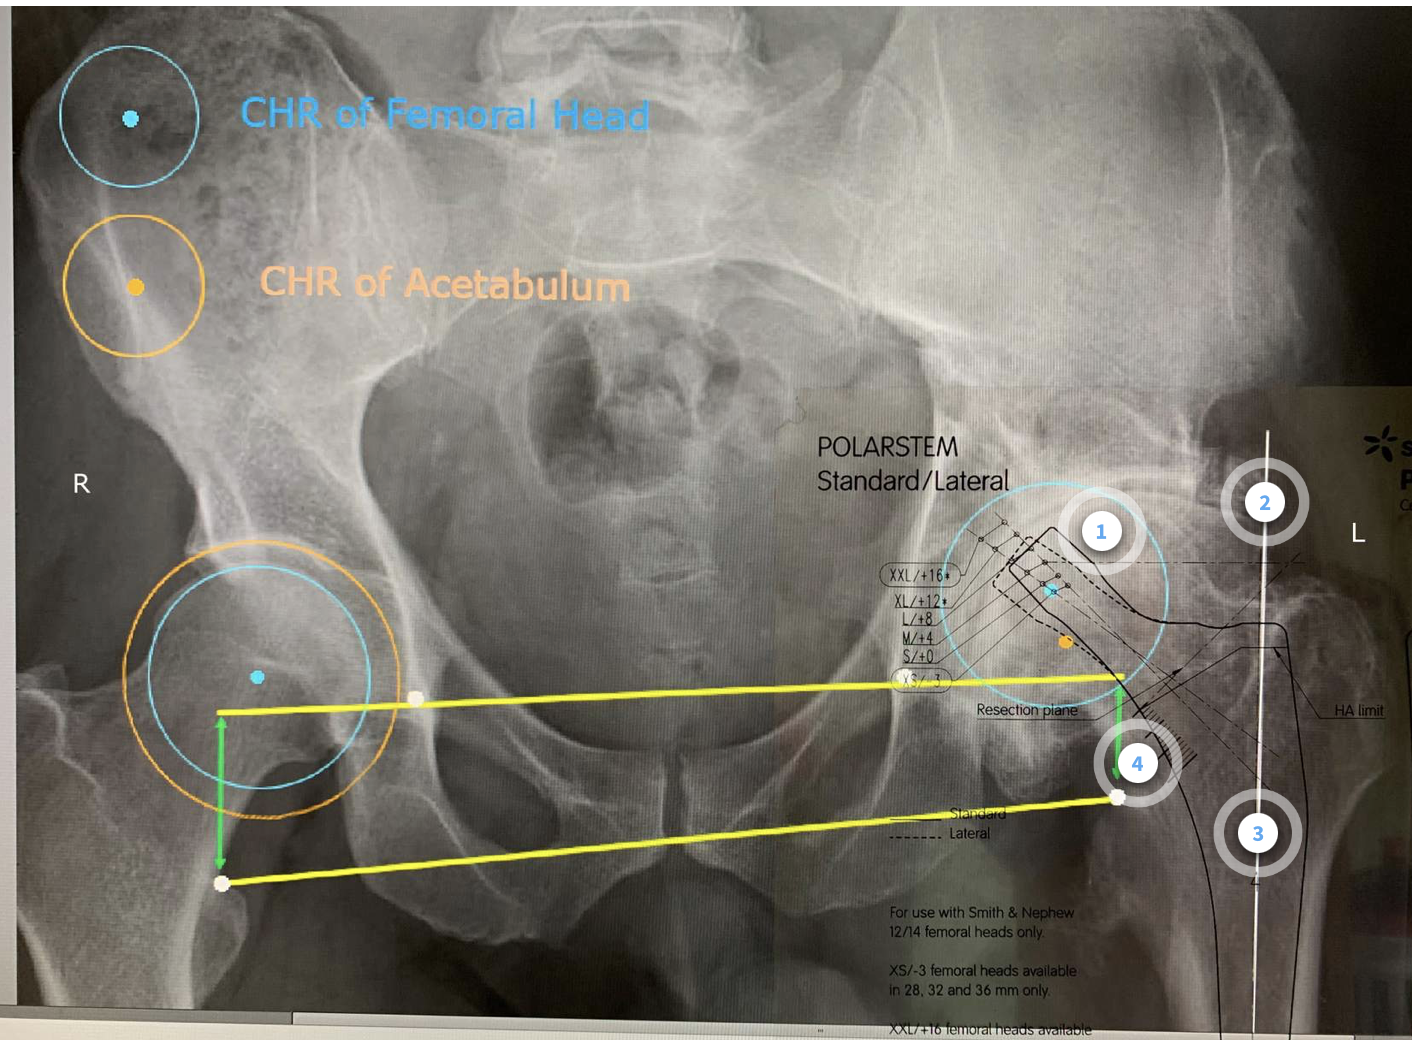 CHR of Femoral Head
CHR of Acetabulum
POLARSTEM
Standard/Lateral
R
L
1
2
XXL/+16*
XL/+12*
L/+8
M/+4
S/+0
XS/-3
Resection plane
HA limit
4
3
Standard
Lateral
For use with Smith & Nephew
12/14 femoral heads only.
XS/-3 femoral heads available
in 28, 32 and 36 mm only.
XXL/+16 femoral heads available